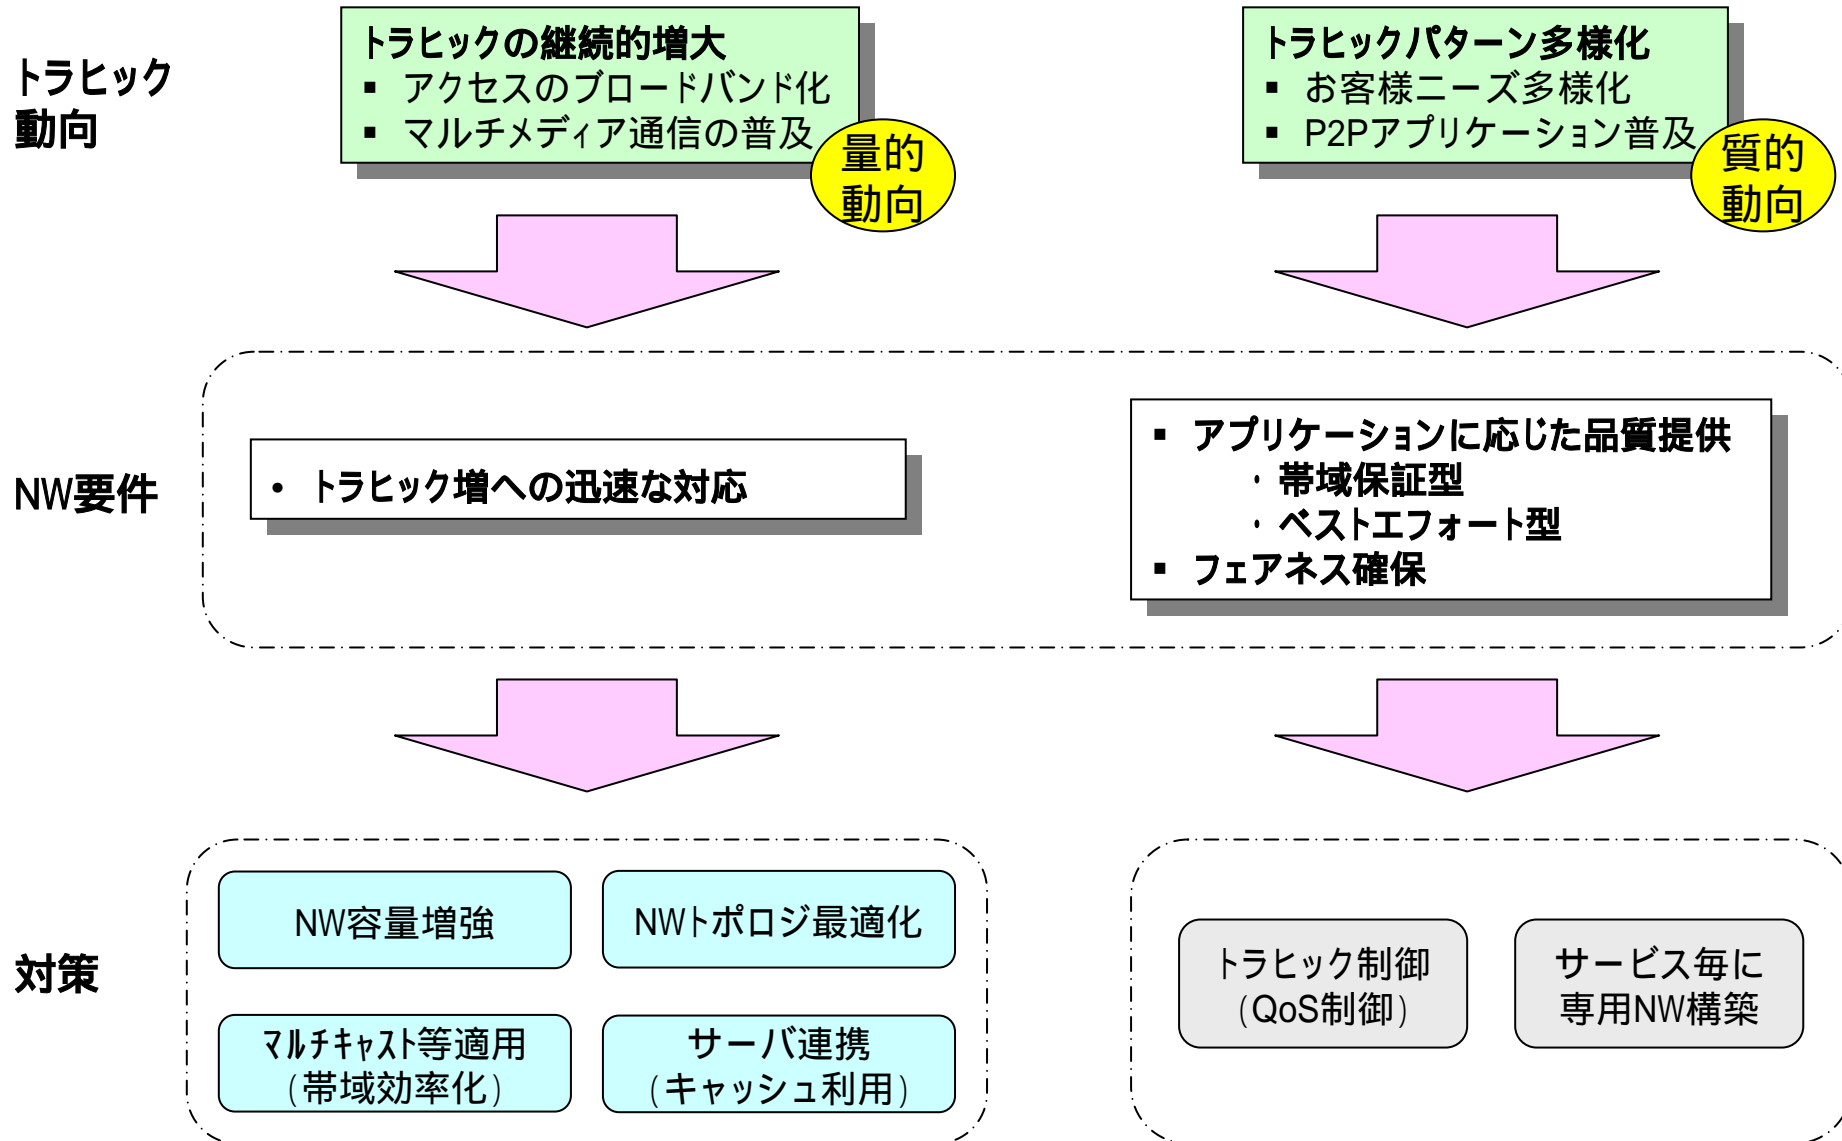 トラヒック
動向
トラヒックの継続的増大
▪ アクセスのブロードバンド化
▪ マルチメディア通信の普及
量的
動向
トラヒックパターン多様化
▪ お客様ニーズ多様化
▪ P2Pアプリケーション普及
質的
動向
NW要件
• トラヒック増への迅速な対応
▪ アプリケーションに応じた品質提供
・帯域保証型
・ベストエフォート型
▪ フェアネス確保
対策
NW容量増強
NWトポロジ最適化
マルチキャスト等適用
(帯域効率化)
サーバ連携
(キャッシュ利用)
トラヒック制御
(QoS制御)
サービス毎に
専用NW構築